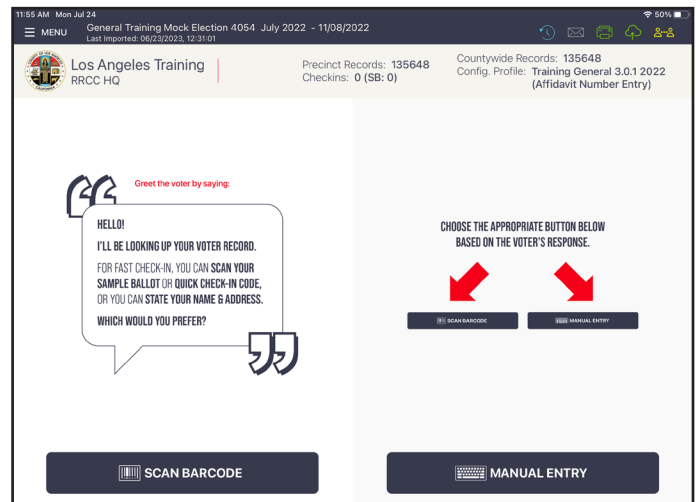 11:55 AM Mon Jul 24
50%
MENU
General Training Mock Election 4054 July 2022 - 11/08/2022
Last Imported: 06/23/2023, 12:31:01
Los Angeles Training
RRCC HQ
Precinct Records: 135648
Checkins: 0 (SB: 0)
Countywide Records: 135648
Config. Profile: Training General 3.0.1 2022
(Affidavit Number Entry)
Greet the voter by saying:
HELLO!
I'LL BE LOOKING UP YOUR VOTER RECORD.
FOR FAST CHECK-IN, YOU CAN SCAN YOUR
SAMPLE BALLOT OR QUICK CHECK-IN CODE,
OR YOU CAN STATE YOUR NAME & ADDRESS.
WHICH WOULD YOU PREFER?
CHOOSE THE APPROPRIATE BUTTON BELOW
BASED ON THE VOTER'S RESPONSE.
SCAN BARCODE
MANUAL ENTRY
SCAN BARCODE
MANUAL ENTRY